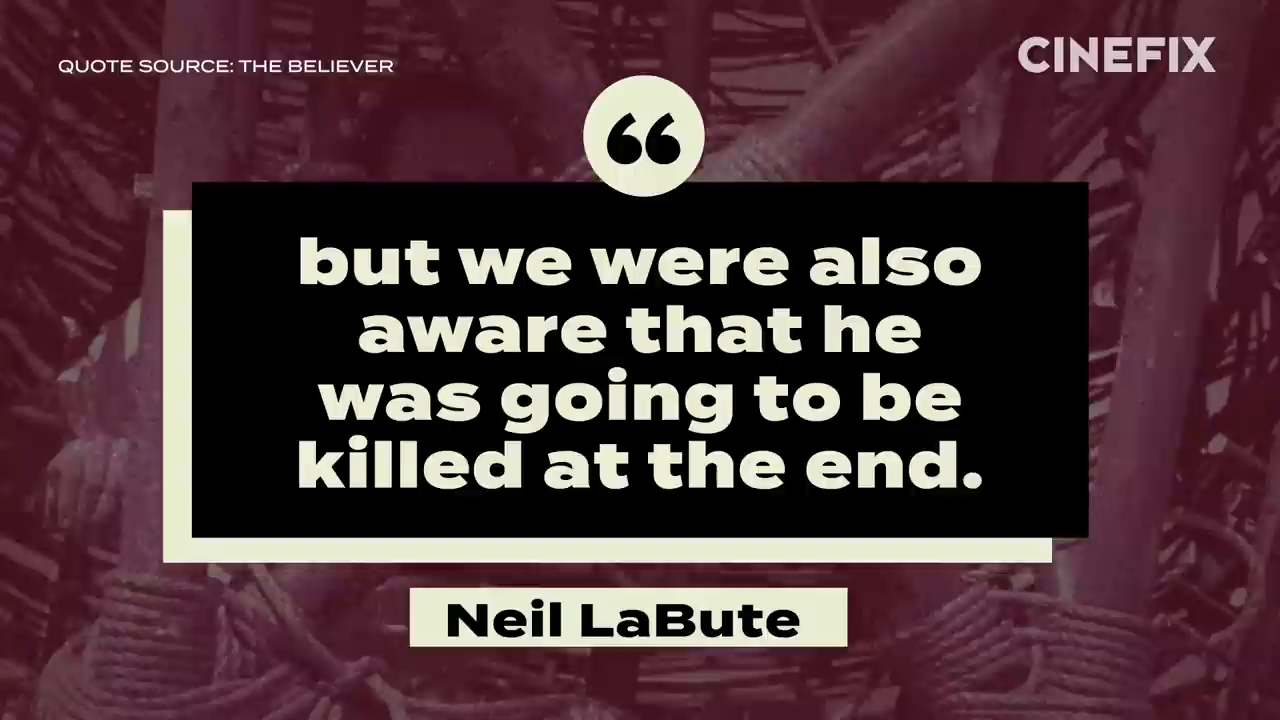 QUOTE SOURCE: THE BELIEVER
CINEFIX
“
but we were also
aware that he
was going to be
killed at the end.
Neil LaBute